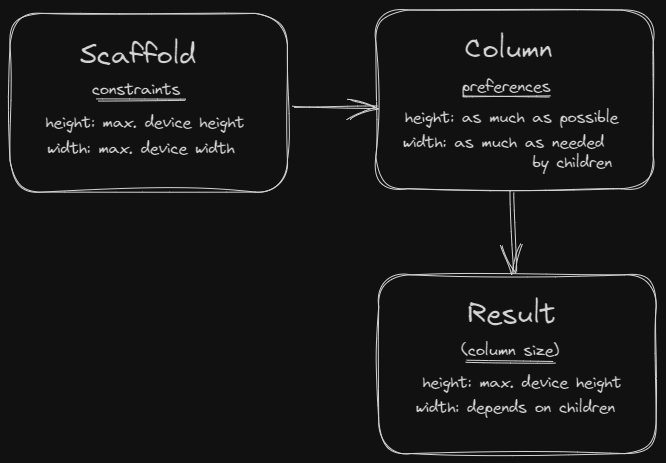 Scaffold
constraints
height: max. device height
width: max. device width
Column
preferences
height: as much as possible
width: as much as needed
by children
Result
(column size)
height: max. device height
width: depends on children